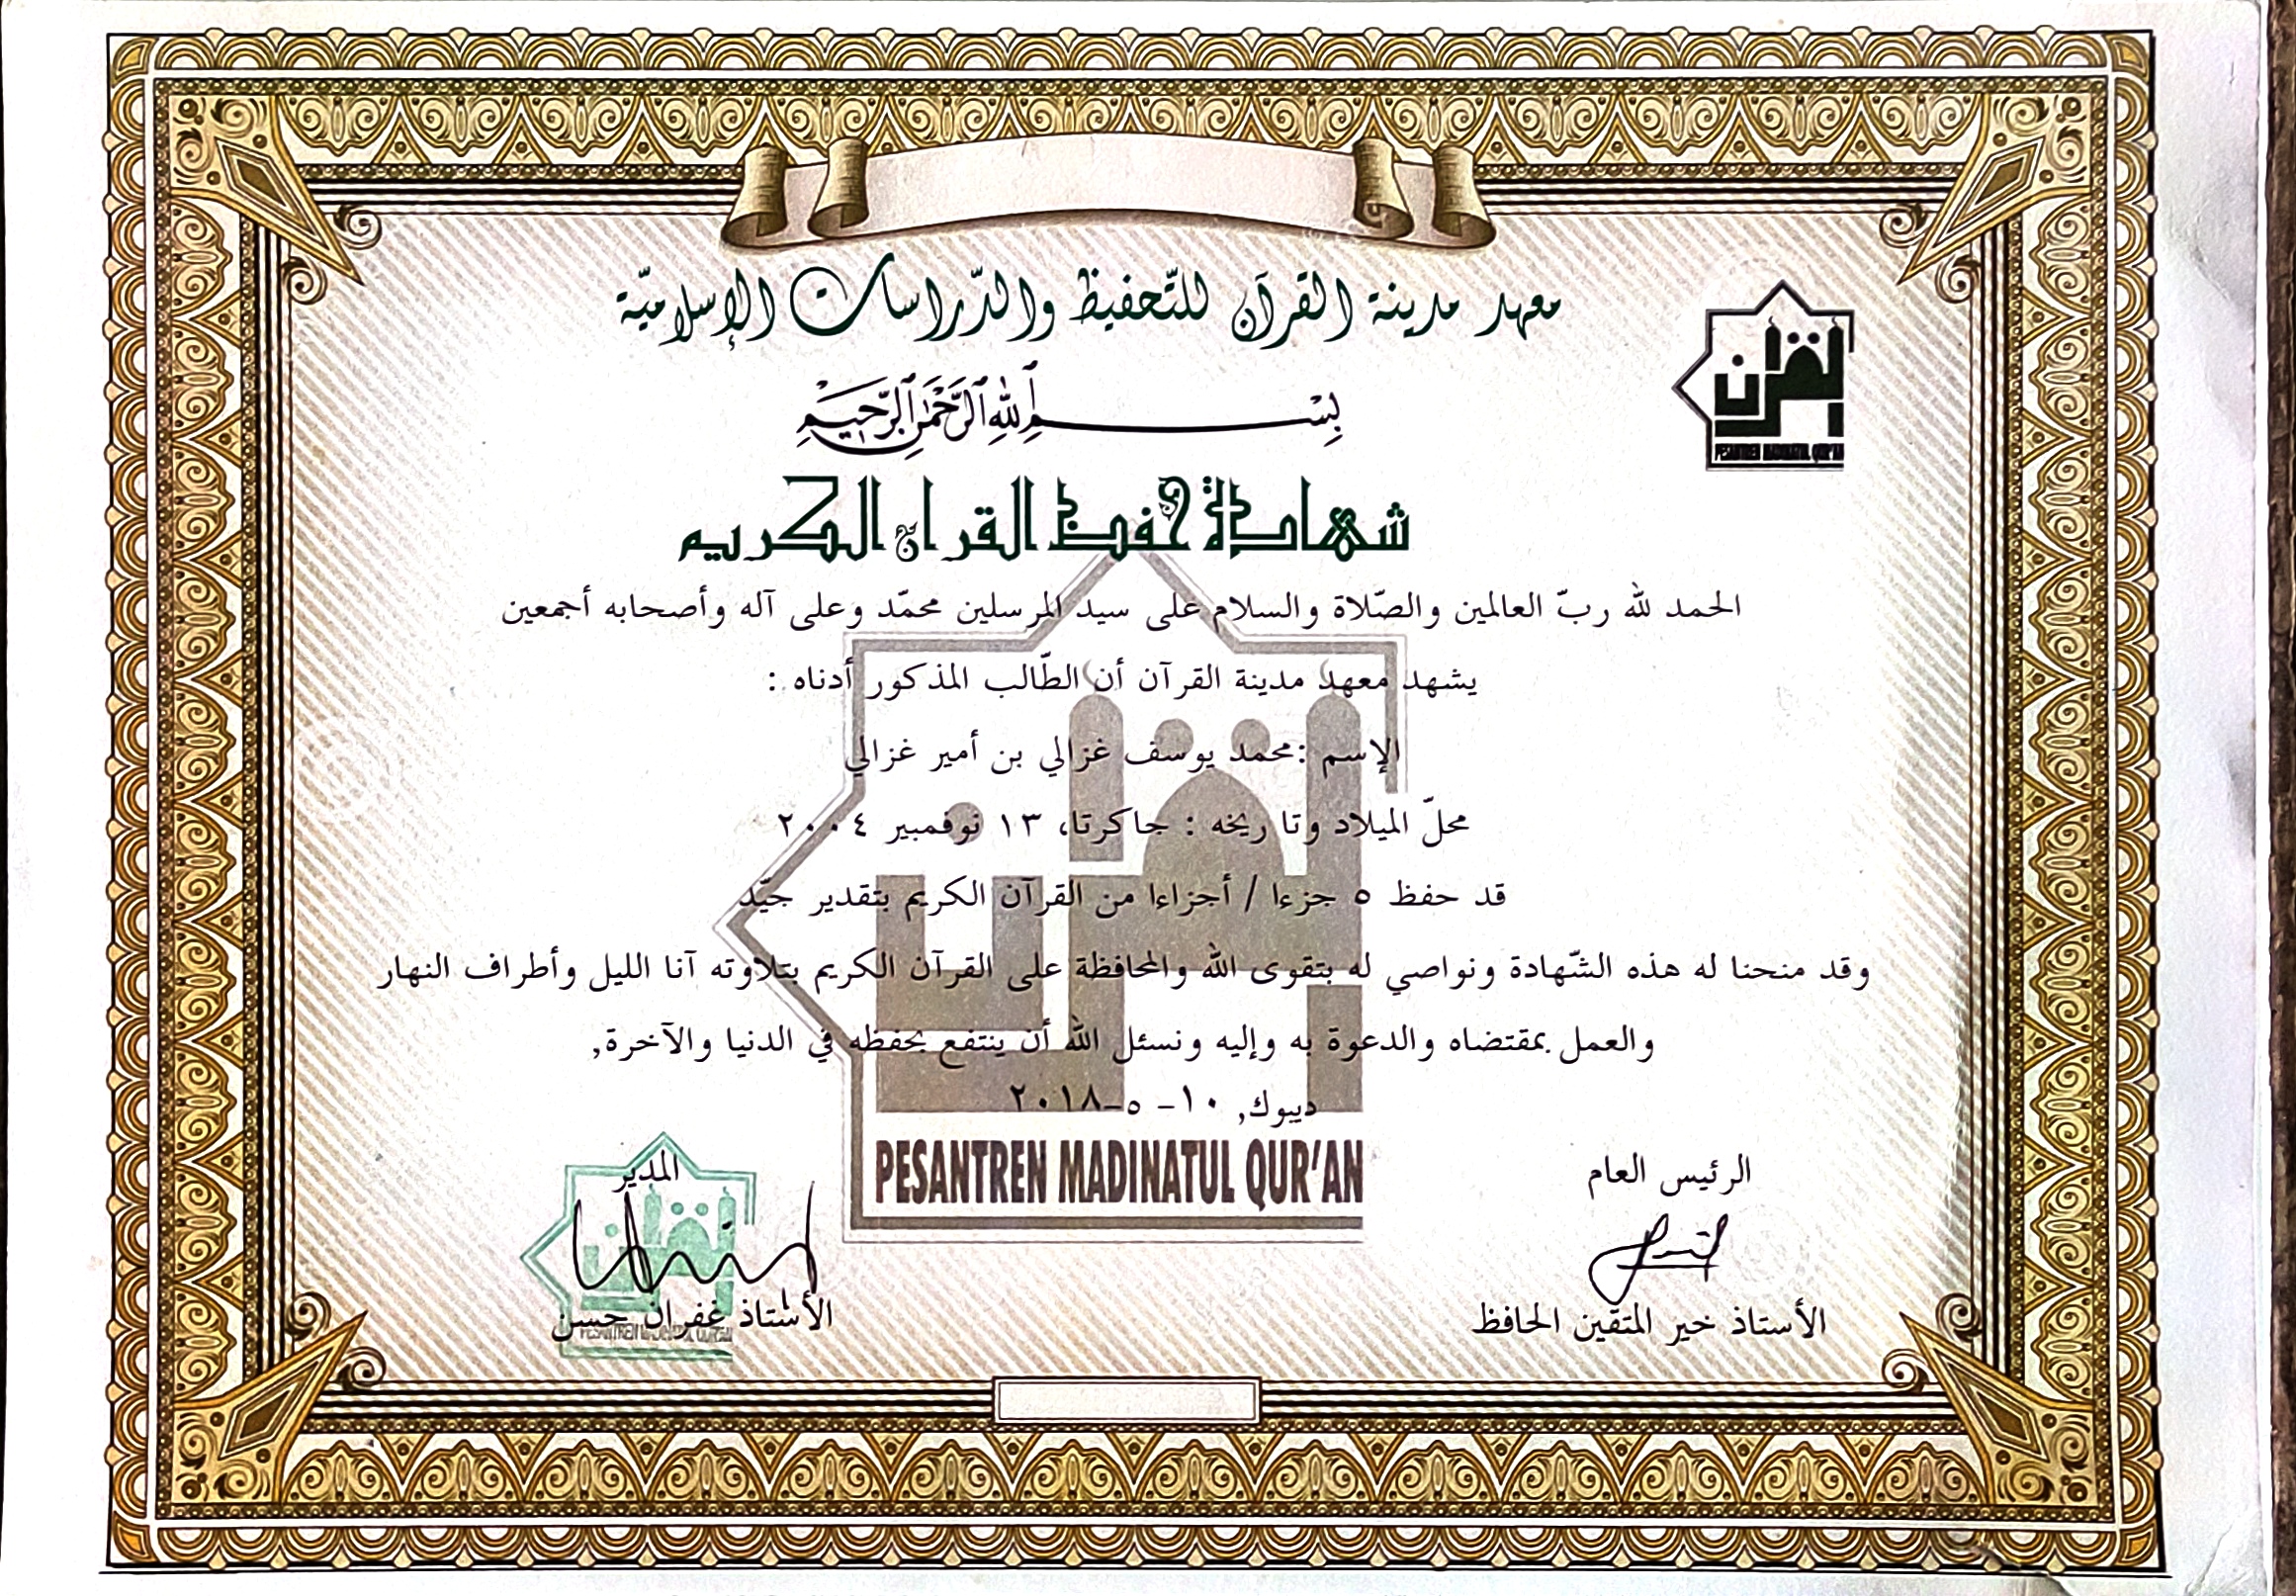 معهد مدينة القرآن للتّحفيظ والدّراسات الإسلاميّة
القرآن
PESANTREN MADINATUL QUR'AN
بِسْمِ اللهِ الرَّحْمٰنِ الرَّحِيْمِ
شهادة حفظ القران الكريم
الحمد لله ربّ العالمين والصّلاة والسلام على سيد المرسلين محمّد وعلى آله وأصحابه أجمعين
يشهد معهد مدينة القرآن أن الطّالب المذكور أدناه :
الإسم :محمد يوسف غزالي بن أمير غزالي
محلّ الميلاد وتا ريخه : جاكرتا، ١٣ نوفمبير ٢٠٠٤
قد حفظ ٥ جزءا / أجزاءا من القرآن الكريم بتقدير جيّد
وقد منحنا له هذه الشّهادة ونواصي له بتقوى الله والمحافظة على القرآن الكريم بتلاوته آنا الليل وأطراف النهار
والعمل بمقتضاه والدعوة به وإليه ونسئل الله أن ينتفع بحفظه في الدنيا والآخرة,
ديبوك, ١٠- ٥-٢٠١٨
القرآن
PESANTREN MADINATUL QUR'AN
الرئيس العام
المدير
الأستاذ خير المتقين الحافظ
الأستاذ غفران حسن
PESANTREN MADINATUL QUR'AN